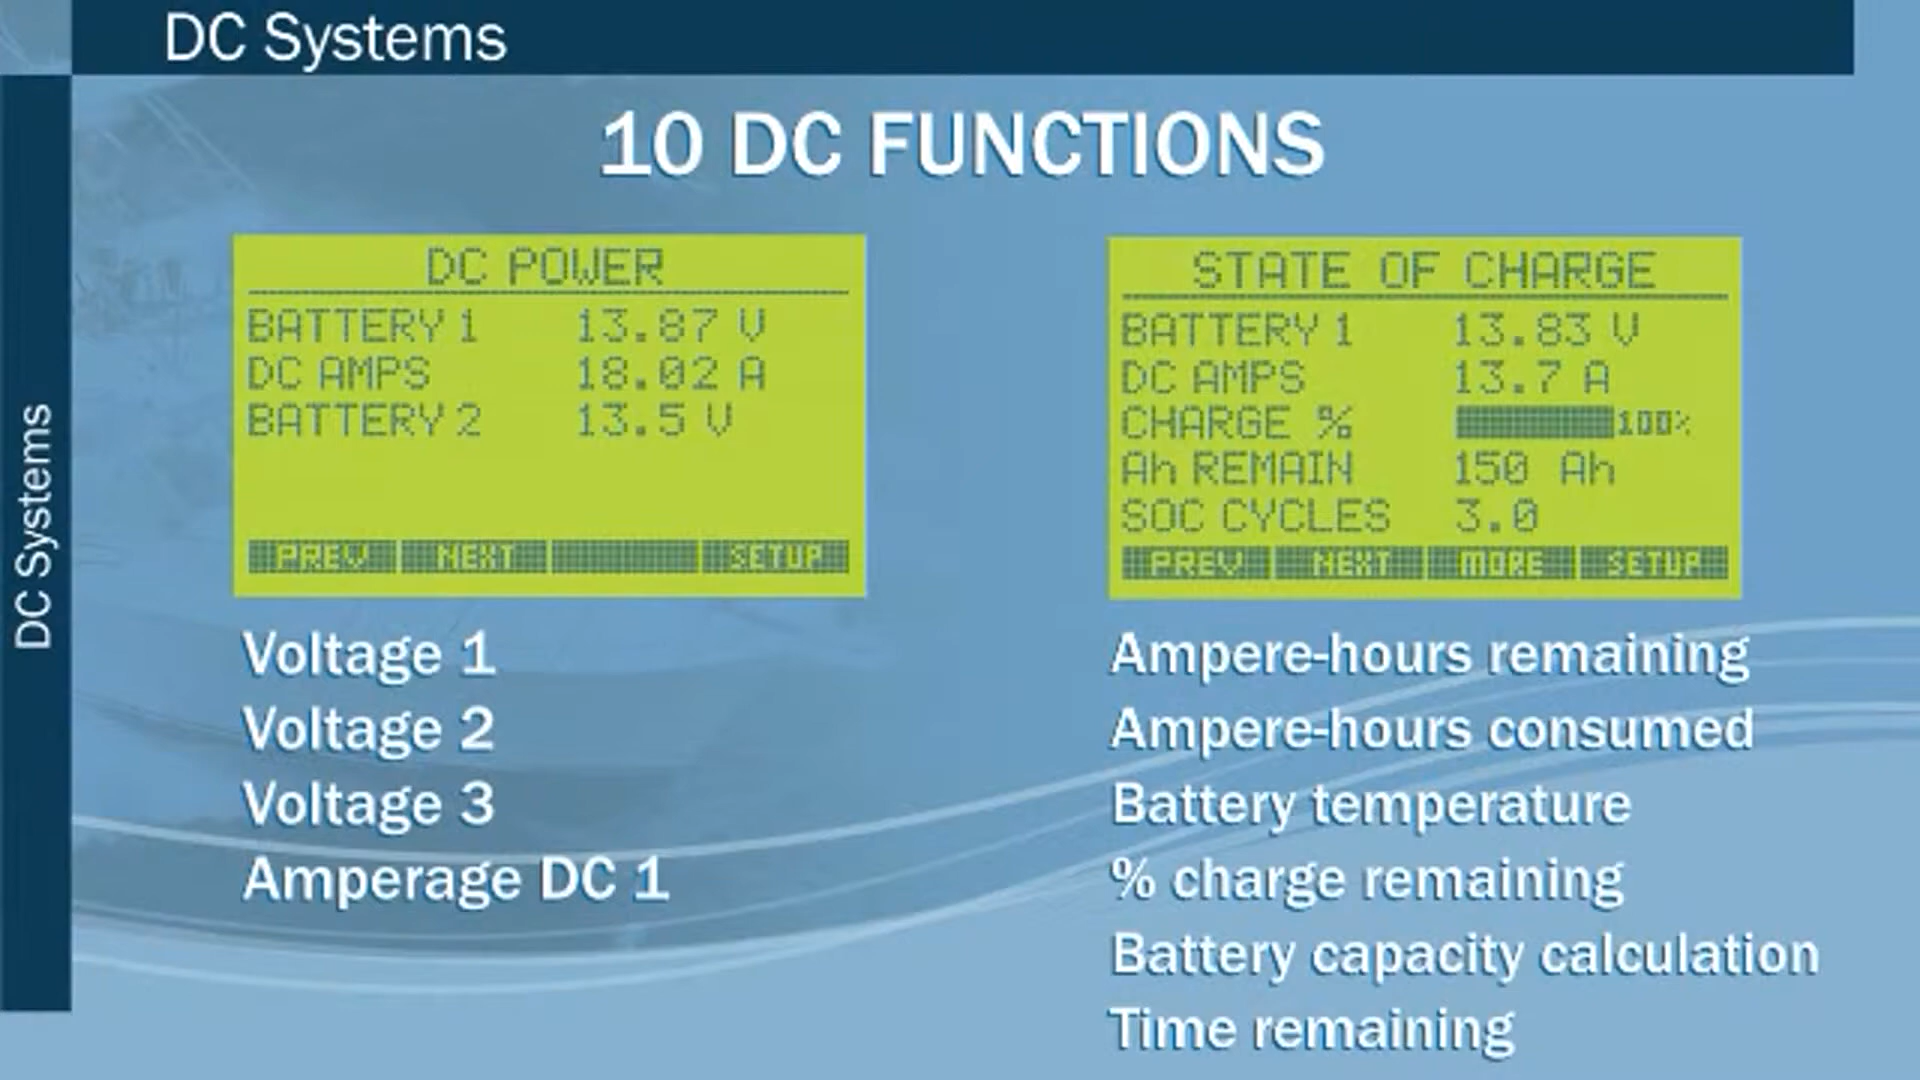 DC Systems
DC Systems
10 DC FUNCTIONS
DC POWER
BATTERY 1 13.87 V
DC AMPS 18.02 A
BATTERY 2 13.5 V
PREV NEXT SETUP
Voltage 1
Voltage 2
Voltage 3
Amperage DC 1
STATE OF CHARGE
BATTERY 1 13.83 V
DC AMPS 13.7 A
CHARGE % 100%
Ah REMAIN 150 Ah
SOC CYCLES 3.0
PREV NEXT MORE SETUP
Ampere-hours remaining
Ampere-hours consumed
Battery temperature
% charge remaining
Battery capacity calculation
Time remaining